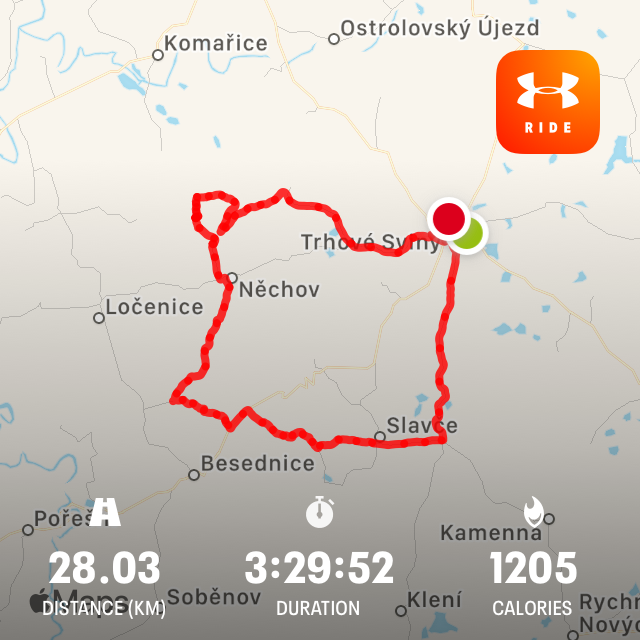 Ostrolovský Újezd
Komařice
RIDE
Trhové Sviny
Něchov
Ločenice
Slavče
Besednice
Pořeš
Kamenná
28.03
3:29:52
1205
Maps
Soběnov
DISTANCE (KM)
DURATION
CALORIES
Klení
Rychn
Novýc